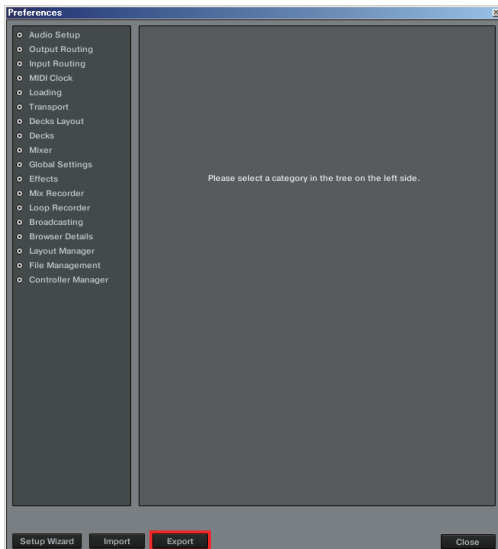 Preferences
Audio Setup
Output Routing
Input Routing
MIDI Clock
Loading
Transport
Decks Layout
Decks
Mixer
Global Settings
Effects
Mix Recorder
Loop Recorder
Broadcasting
Browser Details
Layout Manager
File Management
Controller Manager
Please select a category in the tree on the left side.
Setup Wizard Import Export Close